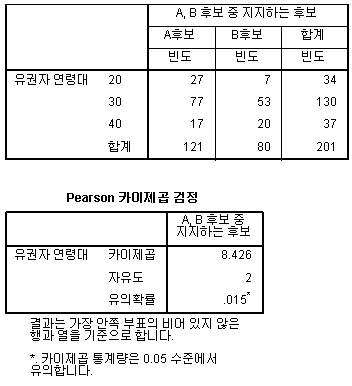 A, B 후보 중 지지하는 후보
A후보 B후보 합계
빈도 빈도 빈도
유권자 연령대 20 27 7 34
30 77 53 130
40 17 20 37
합계 121 80 201
Pearson 카이제곱 검정
A, B 후보 중
지지하는 후보
유권자 연령대 카이제곱 8.426
자유도 2
유의확률 .015*
결과는 가장 안쪽 부표의 비어 있지 않은
행과 열을 기준으로 합니다.
*. 카이제곱 통계량은 0.05 수준에서
유의합니다.